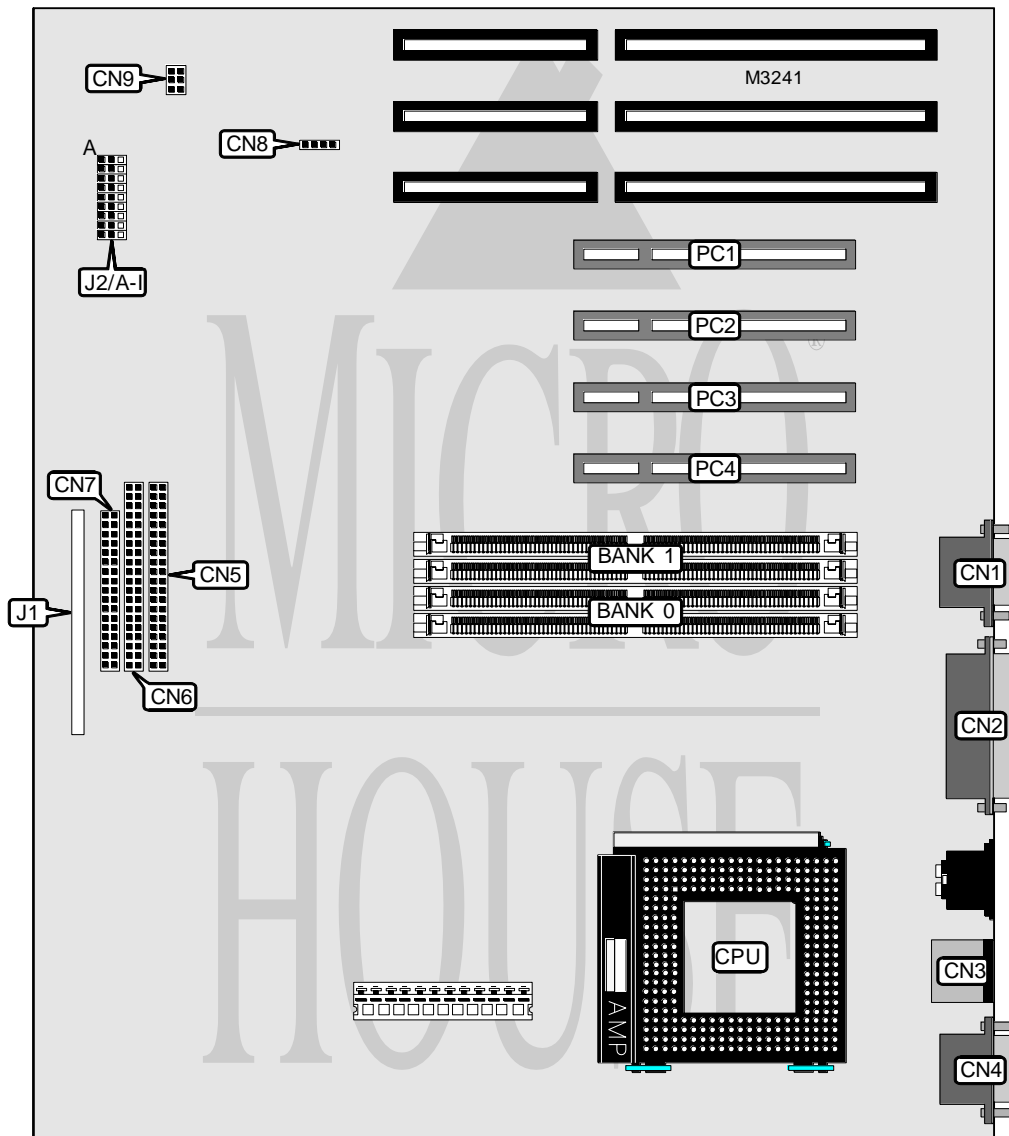 M3241
CN9
CN8
A
J2/A-I
PC1
PC2
PC3
PC4
MICRO®
CN7
CN5
BANK 1
BANK 0
CN1
J1
CN6
CN2
HOUSE
CPU
CN3
AMP
CN4